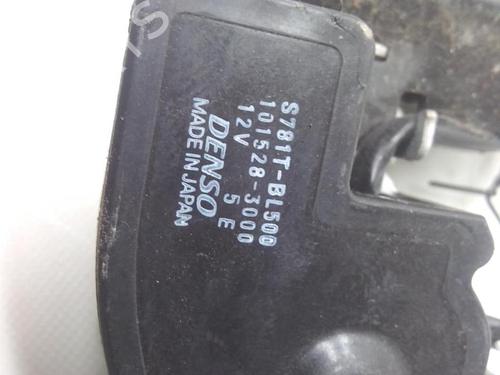 S781T-BL500
101528-3000
12V 5 E
DENSO
MADE IN JAPAN